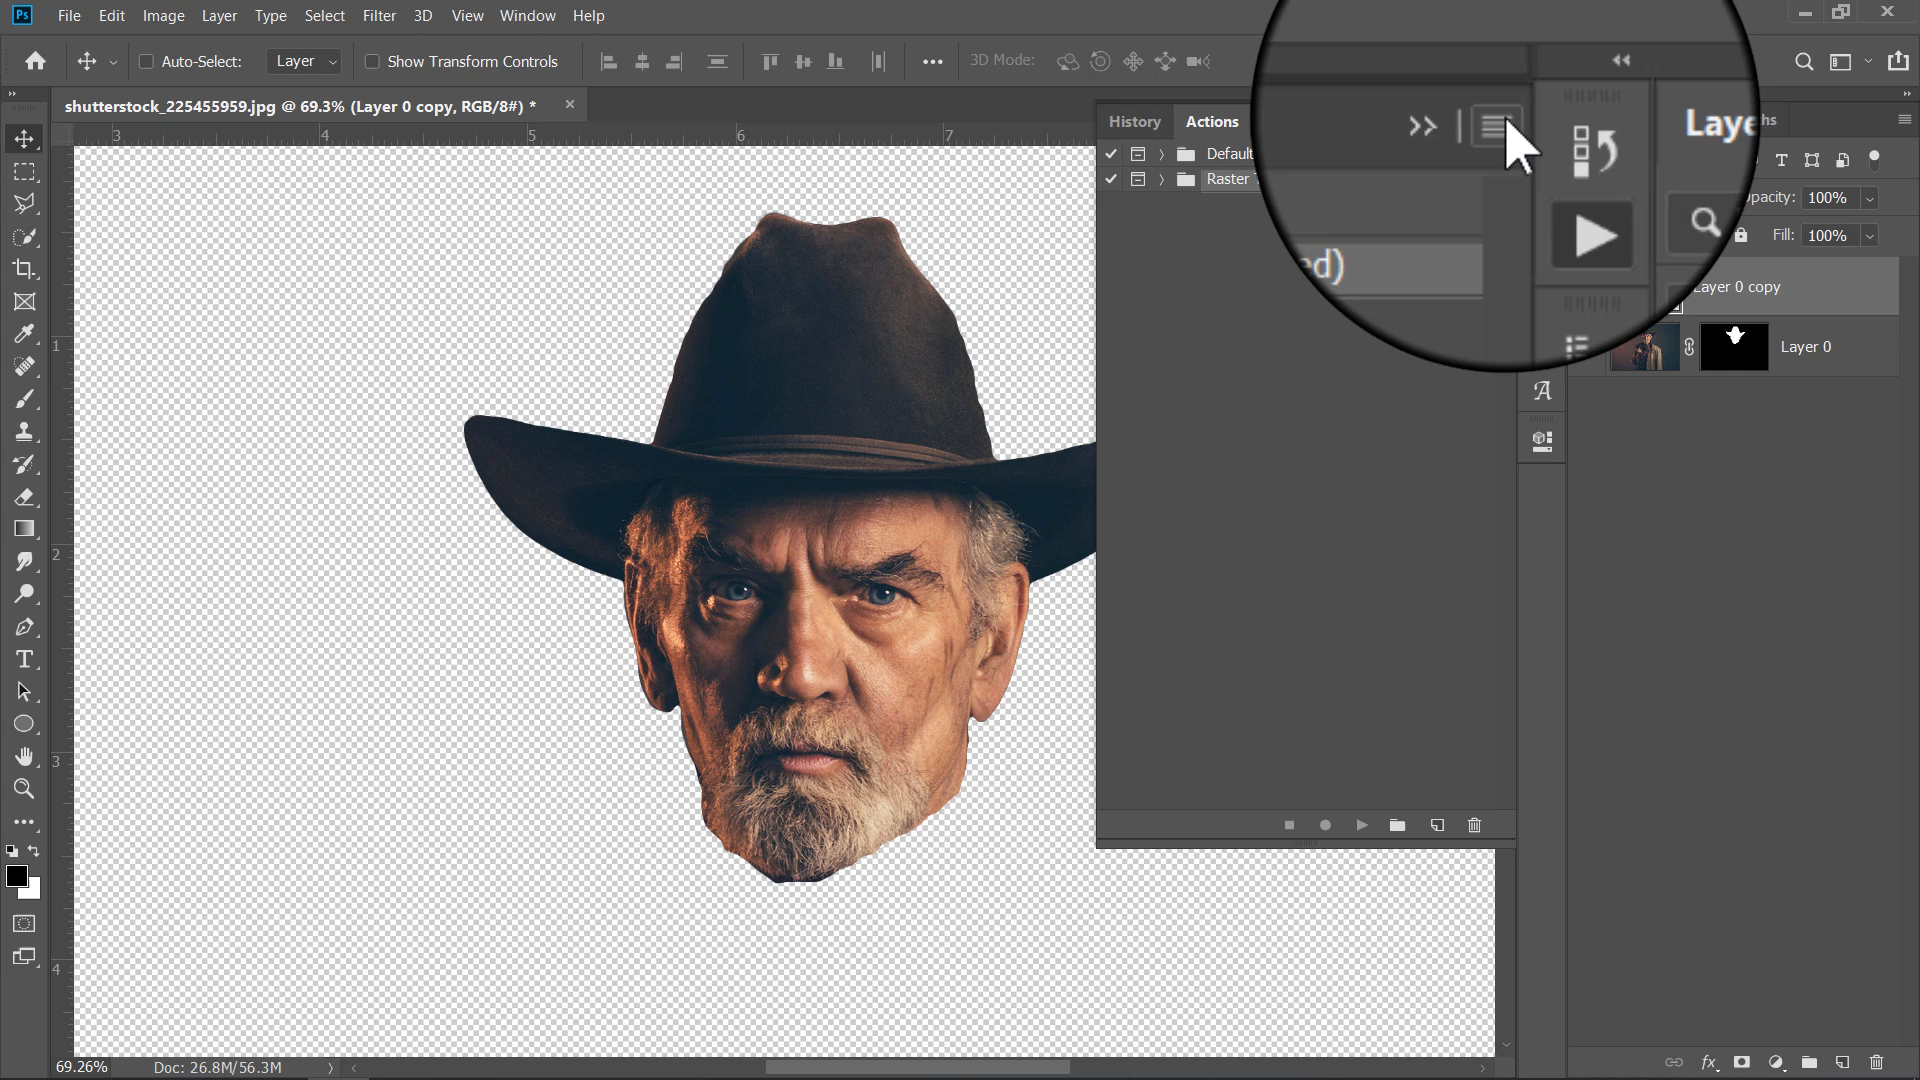 Ps File Edit Image Layer Type Select Filter 3D View Window Help
Auto-Select: Layer Show Transform Controls 3D Mode:
shutterstock_225455959.jpg @ 69.3% (Layer 0 copy, RGB/8#) *
3 4 5 6 7
History Actions
Default
Raster
ed)
Laye
hs
T
pacity: 100%
Fill: 100%
Layer 0 copy
Layer 0
A
1
2
3
4
T
fx
69.26% Doc: 26.8M/56.3M